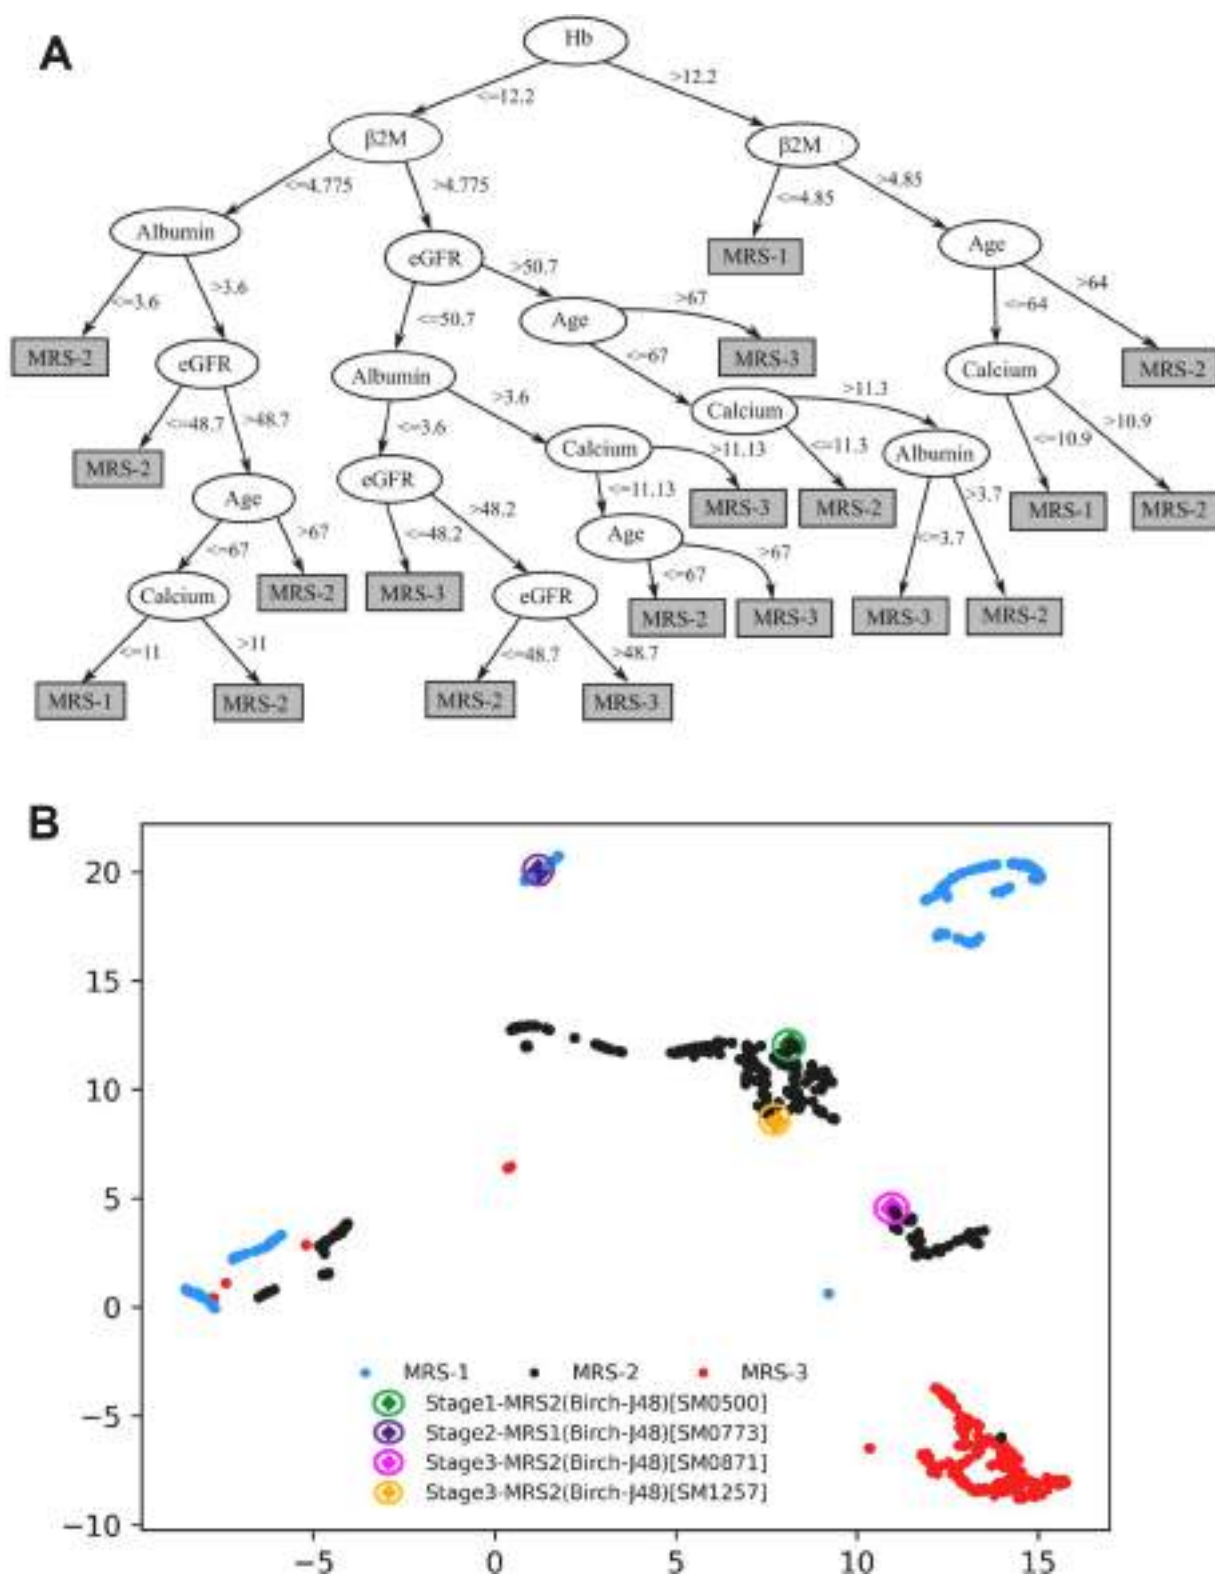 A
Hb
<=12.2
>12.2
β2M
β2M
<=4.775
>4.775
<=4.85
>4.85
Albumin
eGFR
MRS-1
Age
<=3.6
>3.6
<=50.7
>50.7
<=64
>64
MRS-2
eGFR
Albumin
Age
>67
MRS-3
Calcium
MRS-2
<=48.7
>48.7
<=3.6
>3.6
<=67
Calcium
>11.3
<=10.9
>10.9
MRS-2
Age
eGFR
Calcium
>11.13
<=11.3
Albumin
<=67
>67
<=48.2
>48.2
<=11.13
MRS-3
MRS-2
<=3.7
>3.7
MRS-1
MRS-2
Calcium
MRS-2
MRS-3
eGFR
Age
<=67
>67
MRS-2
MRS-3
MRS-3
MRS-2
<=11
>11
<=48.7
>48.7
MRS-1
MRS-2
MRS-2
MRS-3
B
20
15
10
5
0
−5
−10
MRS-1 MRS-2 MRS-3
Stage1-MRS2(Birch-J48)[SM0500]
Stage2-MRS1(Birch-J48)[SM0773]
Stage3-MRS2(Birch-J48)[SM0871]
Stage3-MRS2(Birch-J48)[SM1257]
−5 0 5 10 15